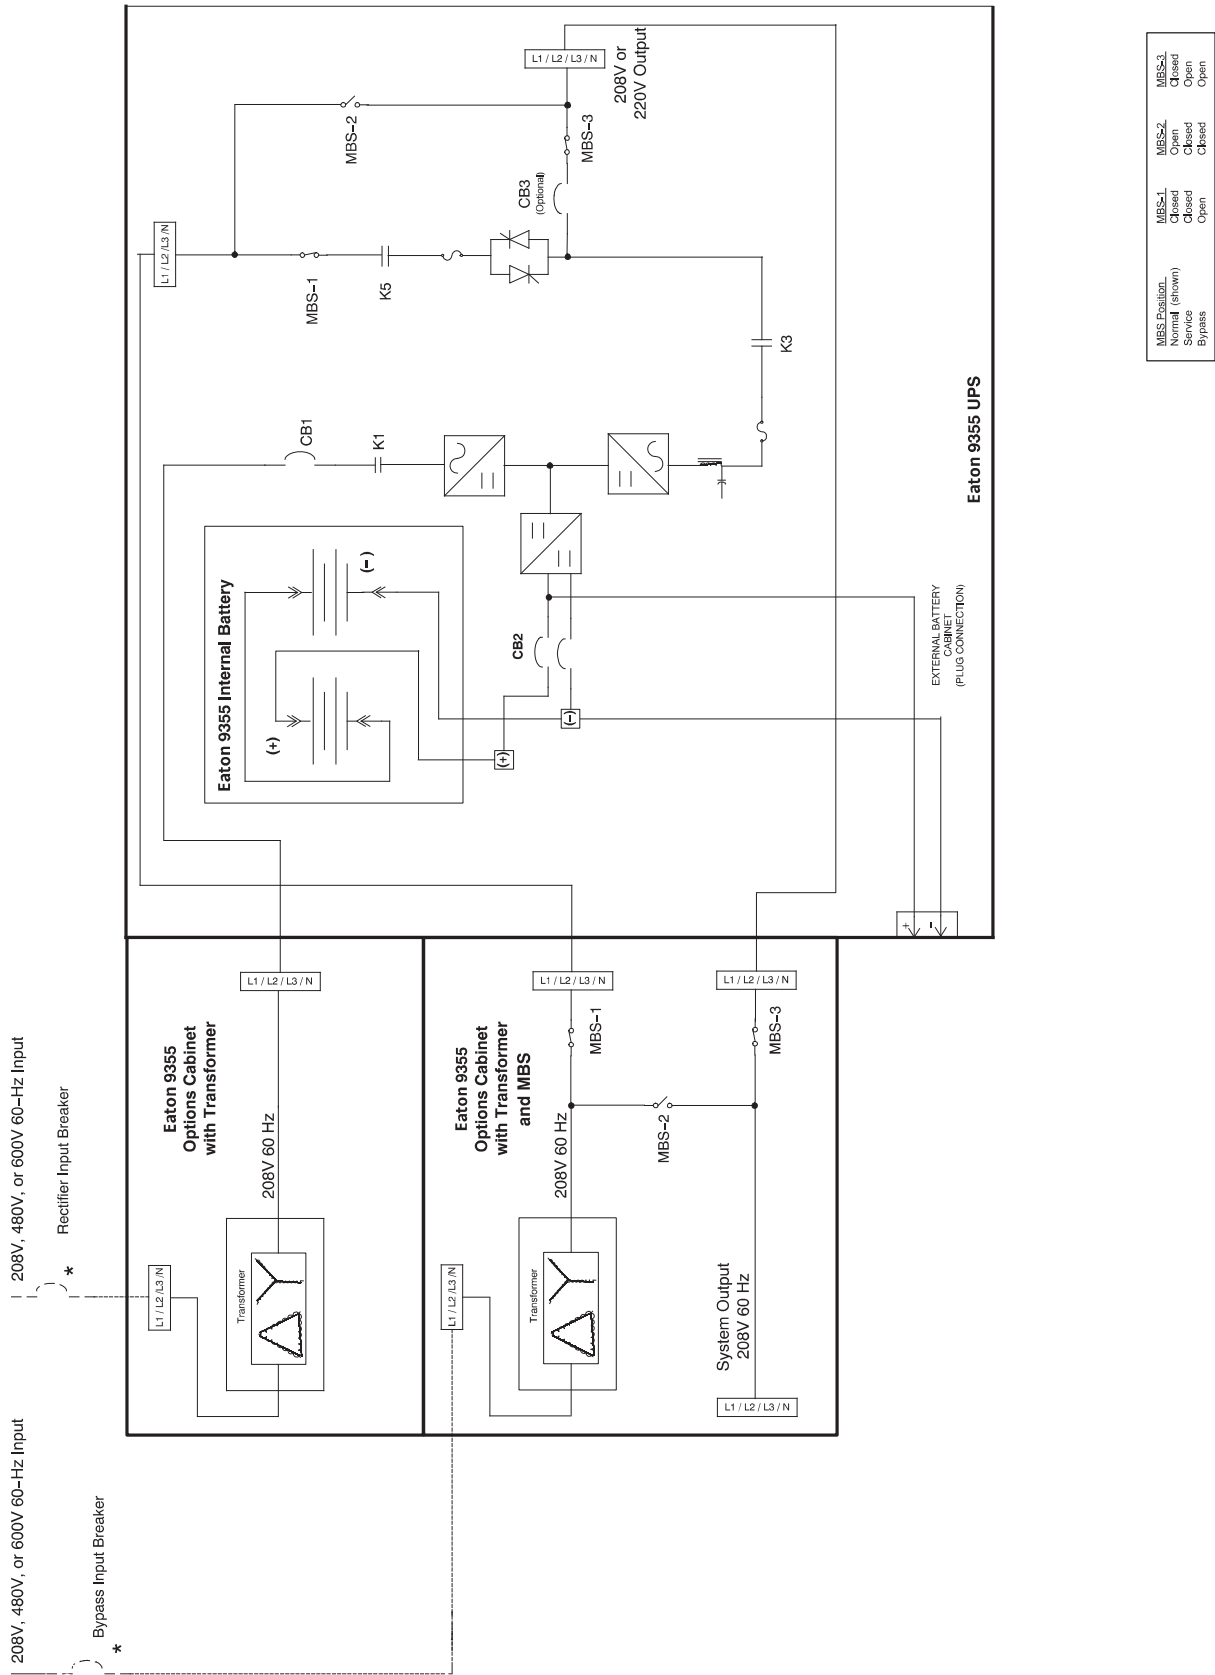 208V, 480V, or 600V 60-Hz Input
Bypass Input Breaker
*
208V, 480V, or 600V 60-Hz Input
Rectifier Input Breaker
*
L1 / L2 /L3 /N
Transformer
208V 60 Hz
Eaton 9355
Options Cabinet
with Transformer
L1 / L2 / L3 / N
L1 / L2 /L3 /N
Transformer
208V 60 Hz
Eaton 9355
Options Cabinet
with Transformer
and MBS
MBS-1
L1 / L2 / L3 / N
MBS-2
System Output
208V 60 Hz
L1 / L2 / L3 / N
MBS-3
L1 / L2 / L3 / N
L1 / L2 /L3 /N
MBS-1
K5
MBS-2
L1 / L2 / L3 / N
208V or
220V Output
MBS-3
CB3
(Optional)
K3
CB1
K1
Eaton 9355 Internal Battery
(+)
(-)
CB2
(+)
(-)
EXTERNAL BATTERY
CABINET
(PLUG CONNECTION)
+
-
Eaton 9355 UPS
MBS Position MBS-1 MBS-2 MBS-3
Normal (shown) Closed Open Closed
Service Closed Closed Open
Bypass Open Closed Open